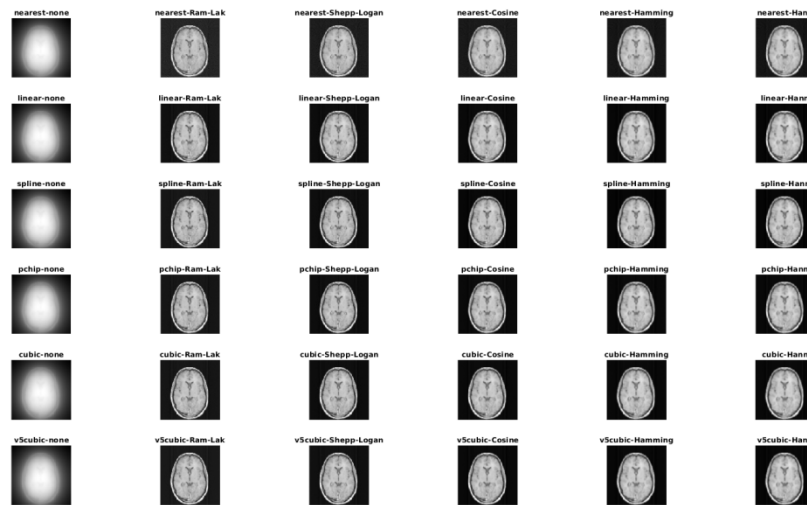 nearest-none nearest-Ram-Lak nearest-Shepp-Logan nearest-Cosine nearest-Hamming nearest-Han
linear-none linear-Ram-Lak linear-Shepp-Logan linear-Cosine linear-Hamming linear-Hann
spline-none spline-Ram-Lak spline-Shepp-Logan spline-Cosine spline-Hamming spline-Hann
pchip-none pchip-Ram-Lak pchip-Shepp-Logan pchip-Cosine pchip-Hamming pchip-Hann
cubic-none cubic-Ram-Lak cubic-Shepp-Logan cubic-Cosine cubic-Hamming cubic-Hann
v5cubic-none v5cubic-Ram-Lak v5cubic-Shepp-Logan v5cubic-Cosine v5cubic-Hamming v5cubic-Han